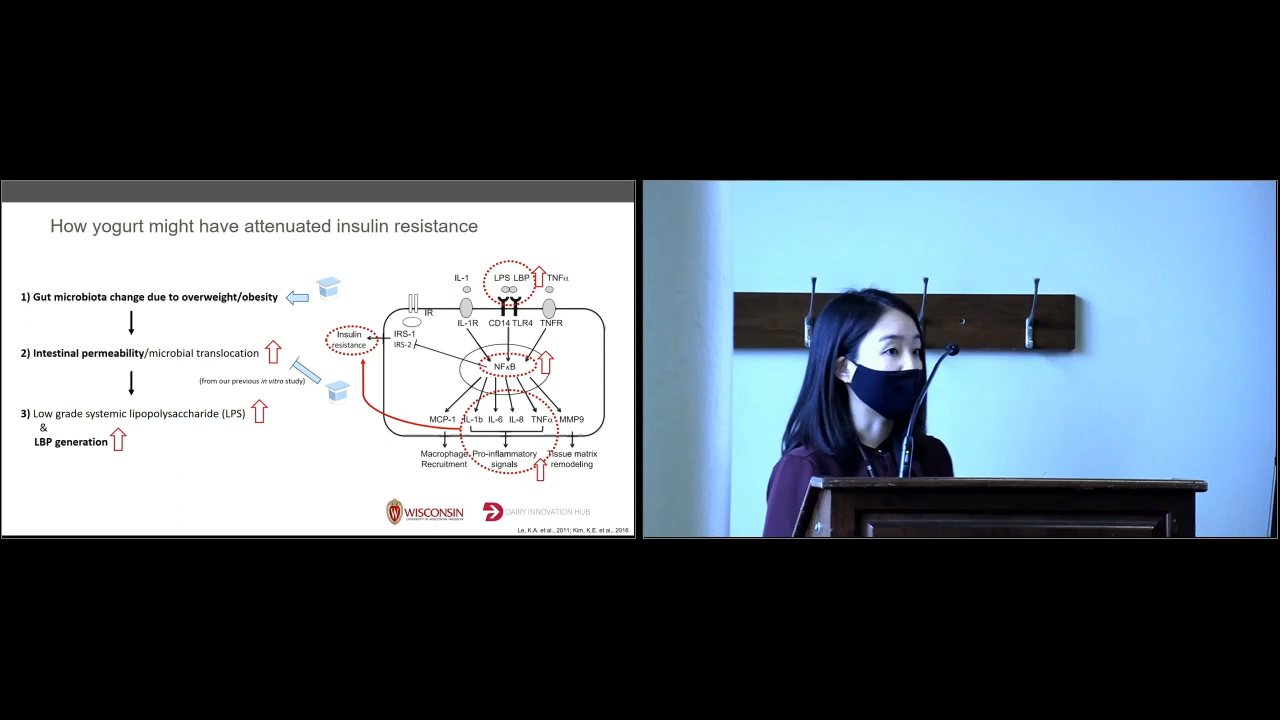 How yogurt might have attenuated insulin resistance
1) Gut microbiota change due to overweight/obesity
2) Intestinal permeability/microbial translocation
(from our previous in vitro study)
3) Low grade systemic lipopolysaccharide (LPS)
&
LBP generation
IL-1
LPS LBP
TNFα
IR
IL-1R
CD14 TLR4
TNFR
Insulin
resistance
IRS-1
IRS-2
NFκB
MCP-1
IL-1b
IL-6
IL-8
TNFα
MMP9
Macrophage
Recruitment
Pro-inflammatory
signals
Tissue matrix
remodeling
WISCONSIN
UNIVERSITY OF WISCONSIN-MADISON
DAIRY INNOVATION HUB
Le, K.A. et al., 2011; Kim, K.E. et al., 2016